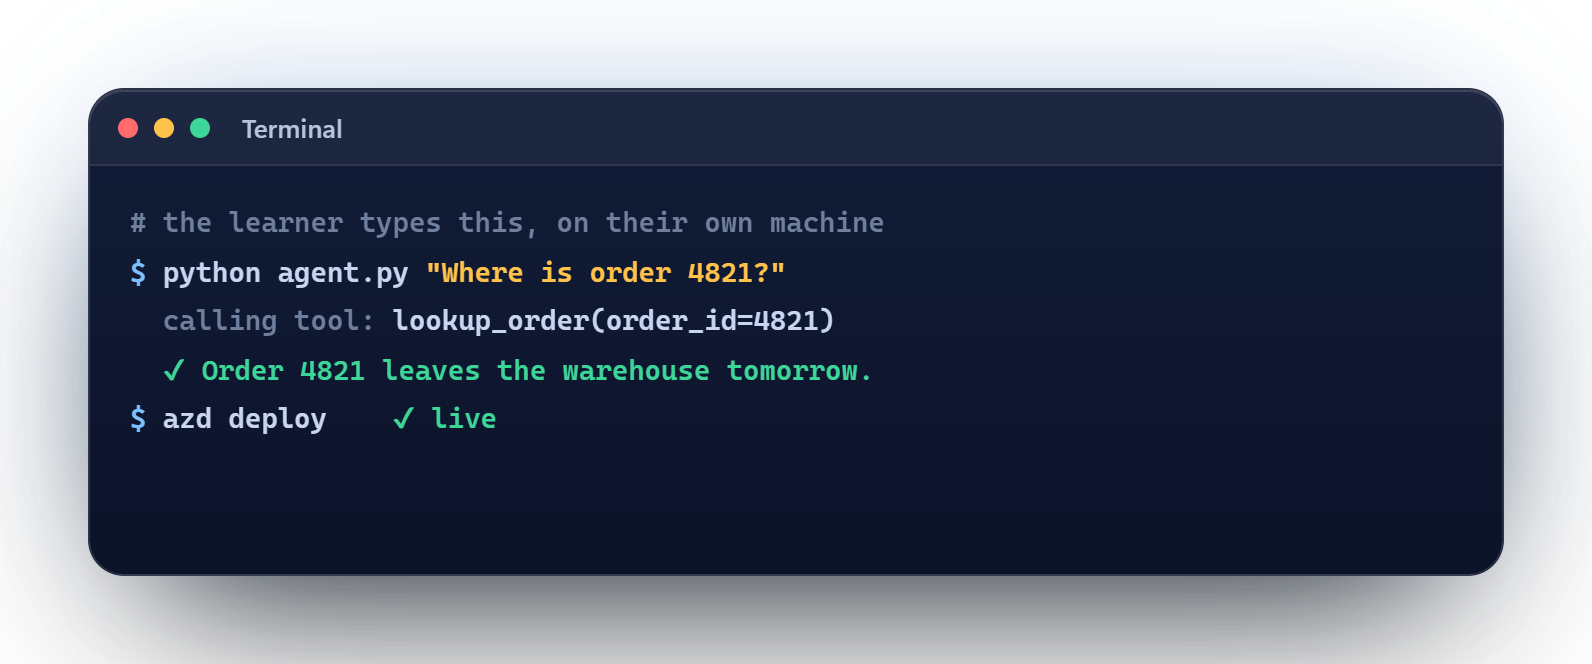 Terminal
# the learner types this, on their own machine
$ python agent.py "Where is order 4821?"
calling tool: lookup_order(order_id=4821)
✓ Order 4821 leaves the warehouse tomorrow.
$ azd deploy    ✓ live